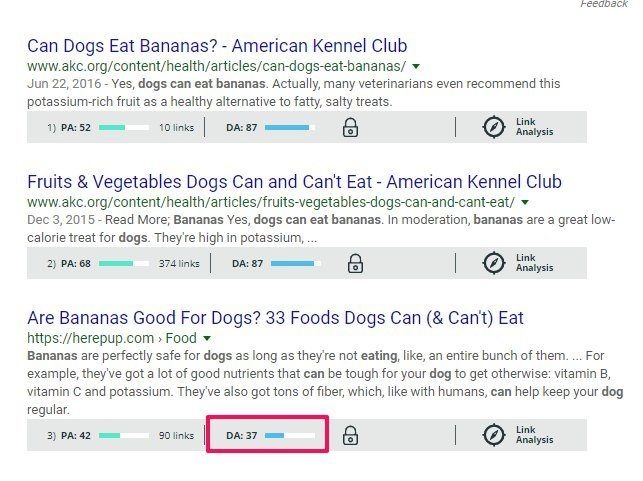 Feedback
Can Dogs Eat Bananas? - American Kennel Club
www.akc.org/content/health/articles/can-dogs-eat-bananas/
Jun 22, 2016 - Yes, dogs can eat bananas. Actually, many veterinarians even recommend this
potassium-rich fruit as a healthy alternative to fatty, salty treats.
1) PA: 52 10 links DA: 87 Link
Analysis
Fruits & Vegetables Dogs Can and Can't Eat - American Kennel Club
www.akc.org/content/health/articles/fruits-vegetables-dogs-can-and-cant-eat/
Dec 3, 2015 - Read More; Bananas Yes, dogs can eat bananas. In moderation, bananas are a great low-
calorie treat for dogs. They're high in potassium, ...
2) PA: 68 374 links DA: 87 Link
Analysis
Are Bananas Good For Dogs? 33 Foods Dogs Can (& Can't) Eat
https://herepup.com › Food
Bananas are perfectly safe for dogs as long as they're not eating, like, an entire bunch of them. ... For
example, they've got a lot of good nutrients that can be tough for your dog to get otherwise: vitamin B,
vitamin C and potassium. They've also got tons of fiber, which, like with humans, can help keep your dog
regular.
3) PA: 42 90 links DA: 37 Link
Analysis